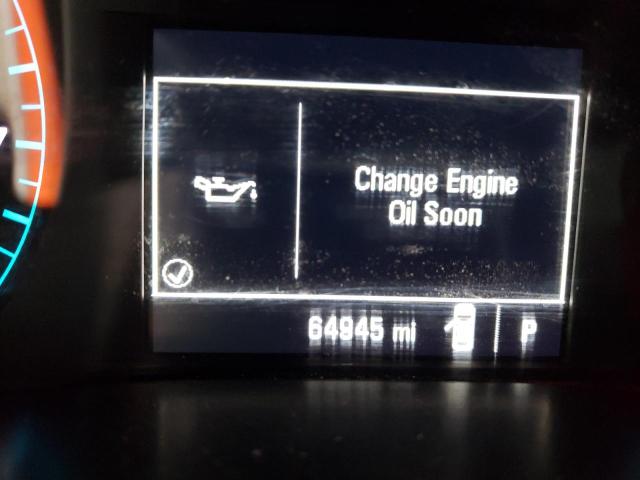 Change Engine
Oil Soon
64945 mi
P